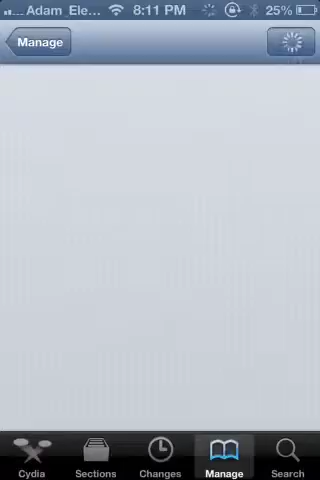 Adam_Ele... 8:11 PM 25%
Manage
Cydia Sections Changes Manage Search